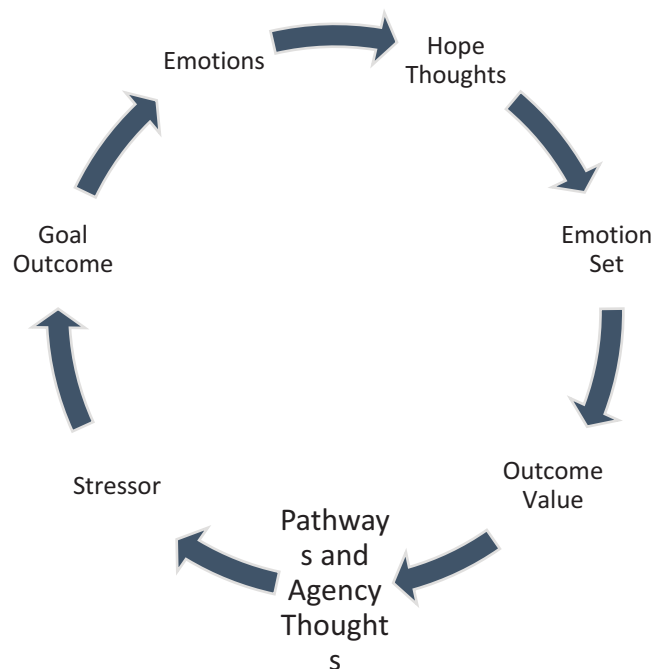 Emotions
Hope
Thoughts
Emotion
Set
Outcome
Value
Pathway
s and
Agency
Thought
s
Stressor
Goal
Outcome